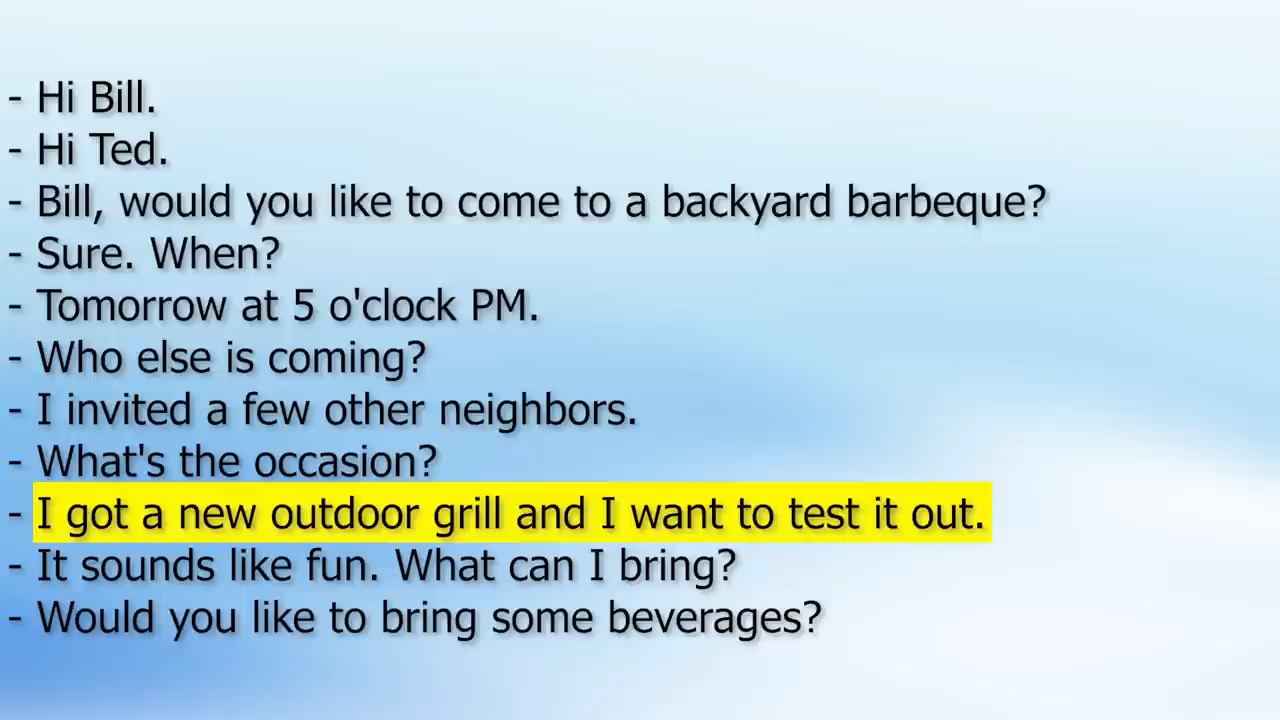 - Hi Bill.
- Hi Ted.
- Bill, would you like to come to a backyard barbeque?
- Sure. When?
- Tomorrow at 5 o'clock PM.
- Who else is coming?
- I invited a few other neighbors.
- What's the occasion?
- I got a new outdoor grill and I want to test it out.
- It sounds like fun. What can I bring?
- Would you like to bring some beverages?